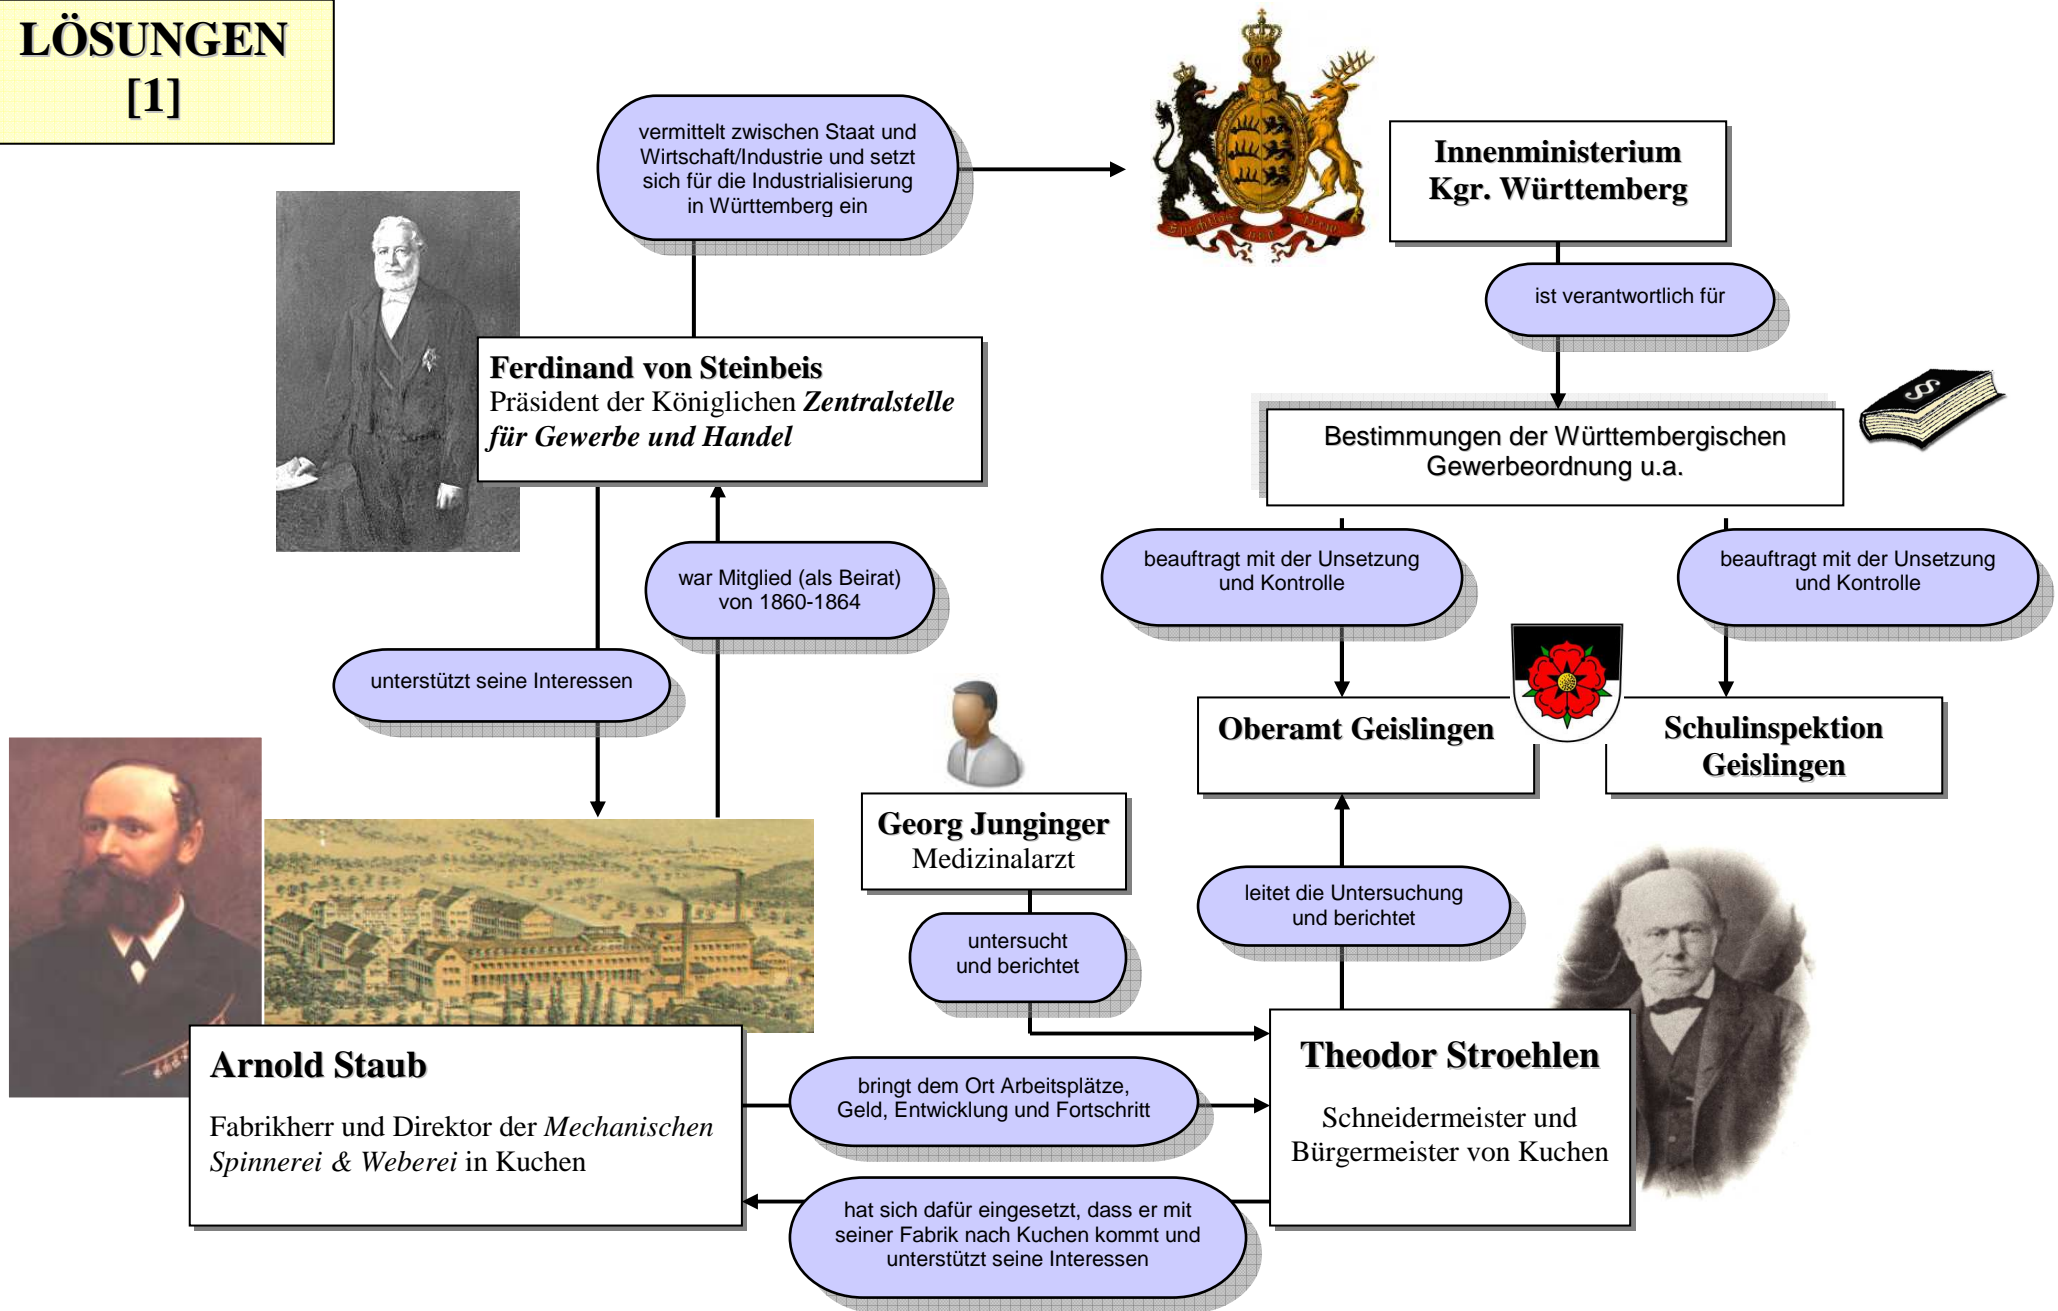 LÖSUNGEN
[1]
vermittelt zwischen Staat und
Wirtschaft/Industrie und setzt
sich für die Industrialisierung
in Württemberg ein
Furchtlos und trew
Innenministerium
Kgr. Württemberg
ist verantwortlich für
Ferdinand von Steinbeis
Präsident der Königlichen Zentralstelle
für Gewerbe und Handel
§
Bestimmungen der Württembergischen
Gewerbeordnung u.a.
war Mitglied (als Beirat)
von 1860-1864
beauftragt mit der Unsetzung
und Kontrolle
beauftragt mit der Unsetzung
und Kontrolle
unterstützt seine Interessen
Oberamt Geislingen
Schulinspektion
Geislingen
Georg Junginger
Medizinalarzt
leitet die Untersuchung
und berichtet
untersucht
und berichtet
Arnold Staub
Fabrikherr und Direktor der Mechanischen
Spinnerei & Weberei in Kuchen
bringt dem Ort Arbeitsplätze,
Geld, Entwicklung und Fortschritt
Theodor Stroehlen
Schneidermeister und
Bürgermeister von Kuchen
hat sich dafür eingesetzt, dass er mit
seiner Fabrik nach Kuchen kommt und
unterstützt seine Interessen